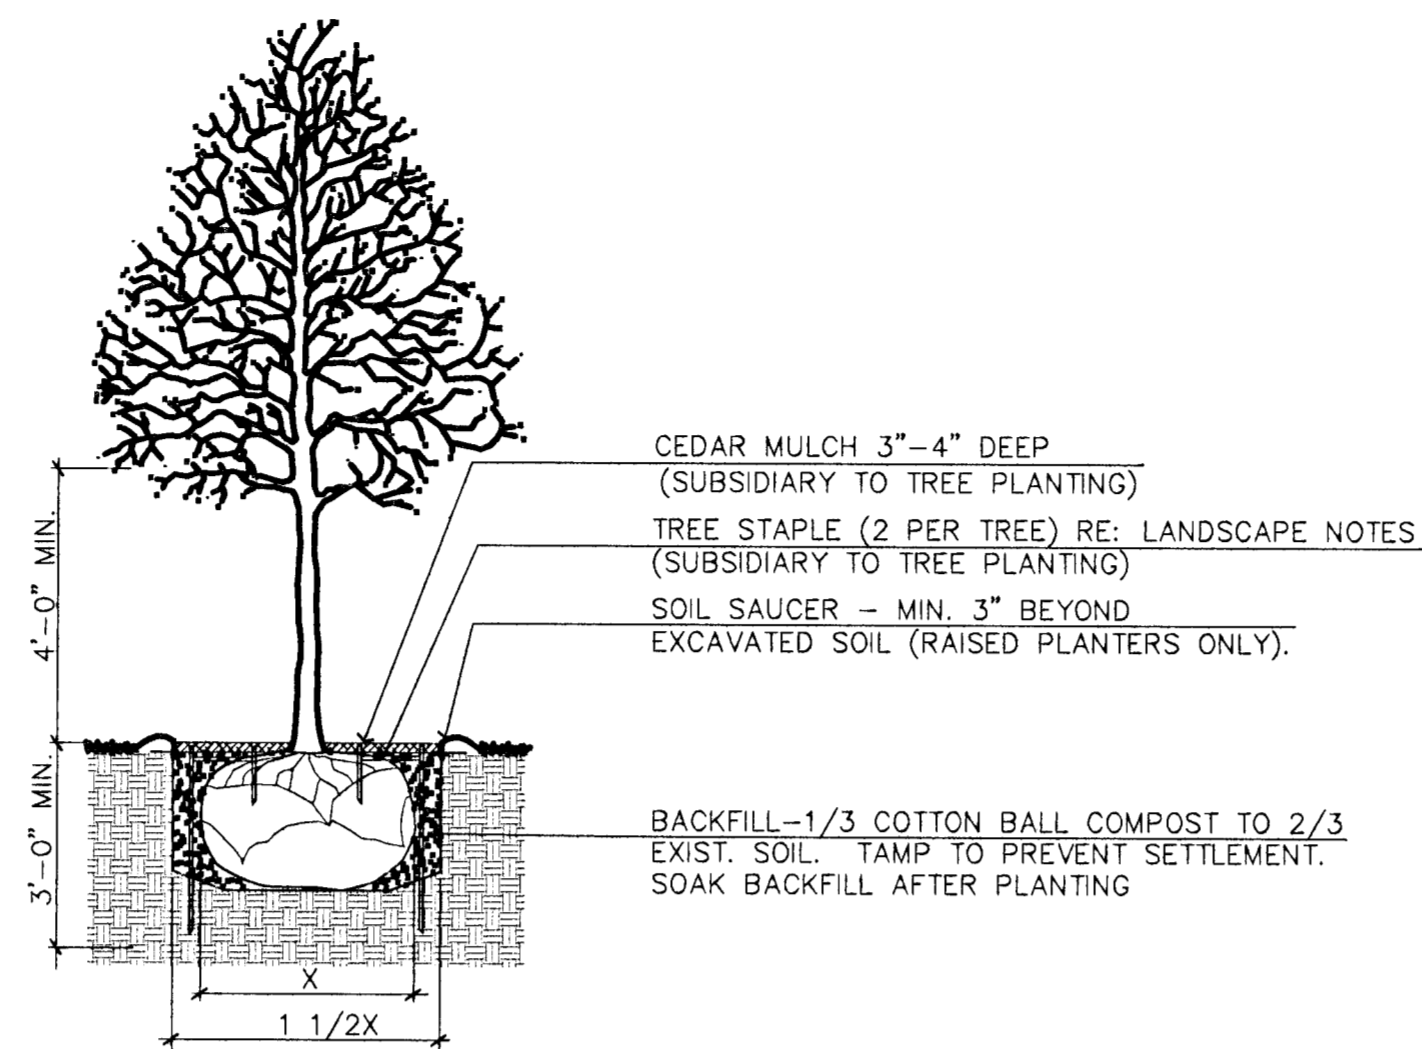 CEDAR MULCH 3"-4" DEEP
(SUBSIDIARY TO TREE PLANTING)
TREE STAPLE (2 PER TREE) RE: LANDSCAPE NOTES
(SUBSIDIARY TO TREE PLANTING)
SOIL SAUCER - MIN. 3" BEYOND
EXCAVATED SOIL (RAISED PLANTERS ONLY).
BACKFILL-1/3 COTTON BALL COMPOST TO 2/3
EXIST. SOIL. TAMP TO PREVENT SETTLEMENT.
SOAK BACKFILL AFTER PLANTING
4'-0" MIN.
3'-0" MIN.
X
1 1/2X